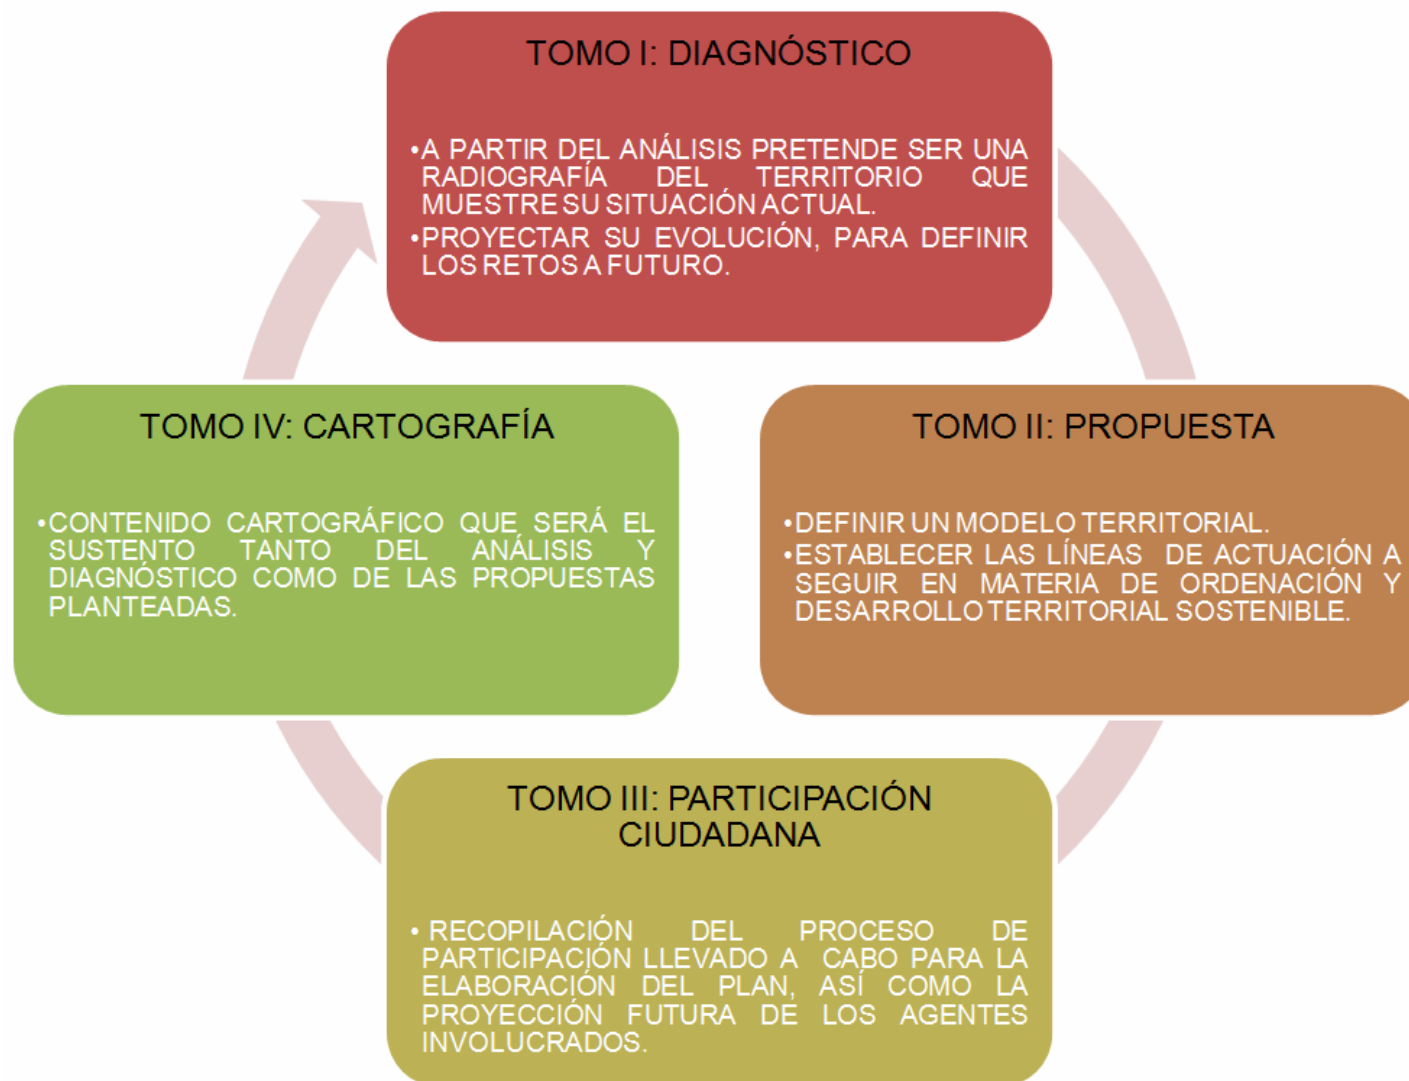 TOMO I: DIAGNÓSTICO
•A PARTIR DEL ANÁLISIS PRETENDE SER UNA
RADIOGRAFÍA DEL TERRITORIO QUE
MUESTRE SU SITUACIÓN ACTUAL.
•PROYECTAR SU EVOLUCIÓN, PARA DEFINIR
LOS RETOS A FUTURO.
TOMO II: PROPUESTA
•DEFINIR UN MODELO TERRITORIAL.
•ESTABLECER LAS LÍNEAS DE ACTUACIÓN A
SEGUIR EN MATERIA DE ORDENACIÓN Y
DESARROLLO TERRITORIAL SOSTENIBLE.
TOMO III: PARTICIPACIÓN
CIUDADANA
• RECOPILACIÓN DEL PROCESO DE
PARTICIPACIÓN LLEVADO A CABO PARA LA
ELABORACIÓN DEL PLAN, ASÍ COMO LA
PROYECCIÓN FUTURA DE LOS AGENTES
INVOLUCRADOS.
TOMO IV: CARTOGRAFÍA
•CONTENIDO CARTOGRÁFICO QUE SERÁ EL
SUSTENTO TANTO DEL ANÁLISIS Y
DIAGNÓSTICO COMO DE LAS PROPUESTAS
PLANTEADAS.